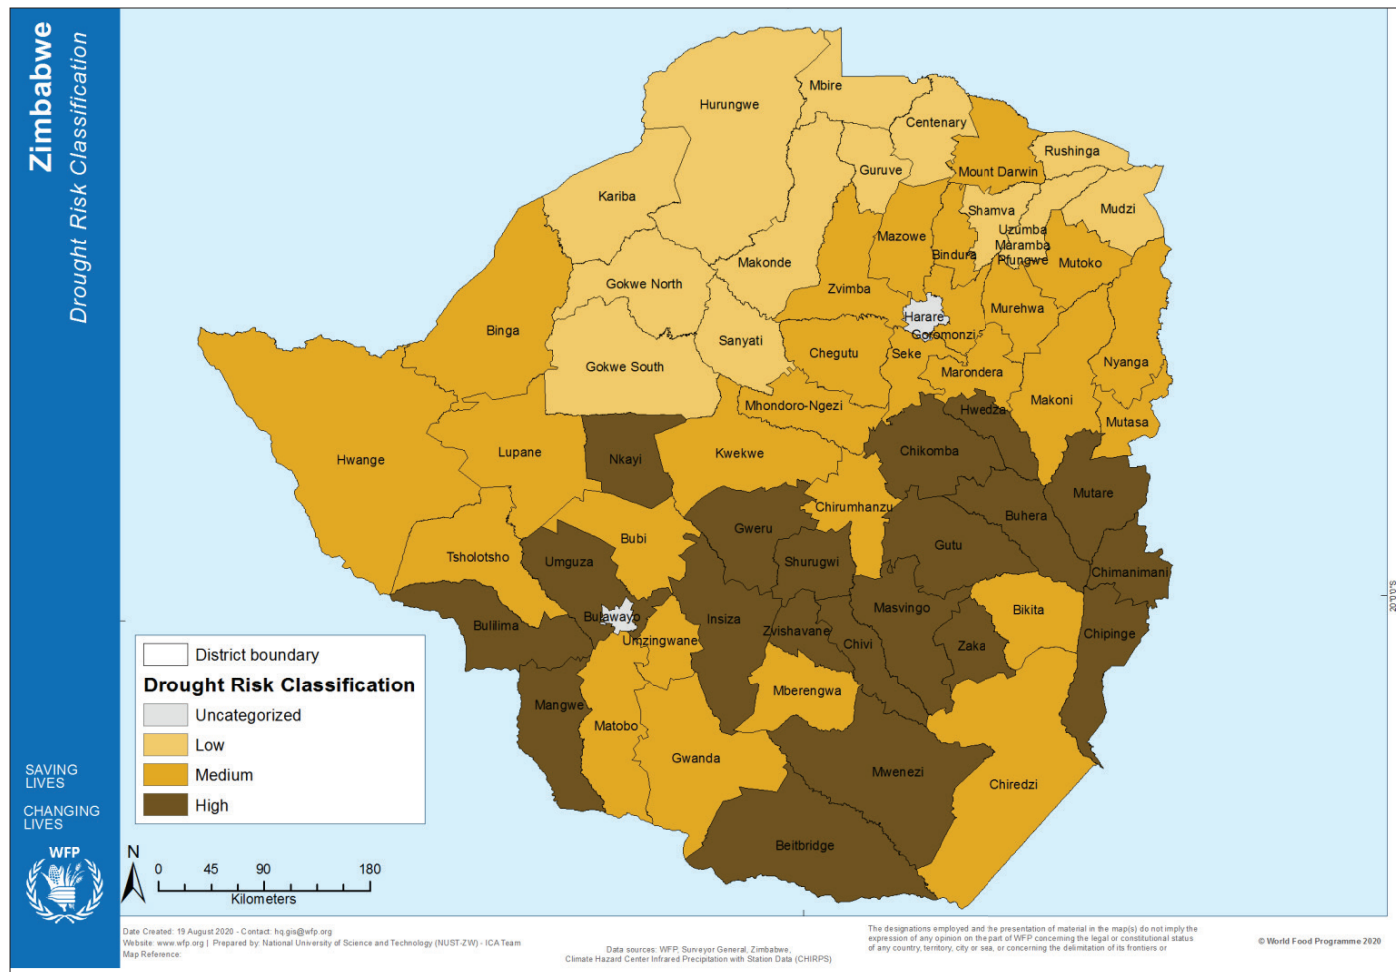 Zimbabwe
Drought Risk Classification
SAVING
LIVES
CHANGING
LIVES
WFP
Hurungwe
Mbire
Centenary
Rushinga
Guruve
Mount Darwin
Kariba
Shamva
Mudzi
Uzumba
Maramba
Pfungwe
Mazowe
Bindura
Mutoko
Makonde
Gokwe North
Zvimba
Murehwa
Harare
Binga
Goromonzi
Sanyati
Chegutu
Seke
Nyanga
Gokwe South
Marondera
Makoni
Mhondoro-Ngezi
Hwedza
Mutasa
Hwange
Lupane
Nkayi
Kwekwe
Chikomba
Mutare
Chirumhanzu
Buhera
Gweru
Bubi
Gutu
Tsholotsho
Umguza
Shurugwi
Chimanimani
Bulawayo
Insiza
Masvingo
Bikita
Bulilima
Zvishavane
Chivi
Zaka
Chipinge
Umzingwane
Mberengwa
Mangwe
Matobo
Gwanda
Mwenezi
Chiredzi
Beitbridge
20°0'0"S
District boundary
Drought Risk Classification
Uncategorized
Low
Medium
High
N
0 45 90 180
Kilometers
Date Created: 19 August 2020 - Contact: hq.gis@wfp.org
Website: www.wfp.org | Prepared by: National University of Science and Technology (NUST-ZW) - ICA Team
Map Reference:
Data sources: WFP, Surveyor General, Zimbabwe,
Climate Hazard Center Infrared Precipitation with Station Data (CHIRPS)
The designations employed and the presentation of material in the map(s) do not imply the
expression of any opinion on the part of WFP concerning the legal or constitutional status
of any country, territory, city or sea, or concerning the delimitation of its frontiers or
© World Food Programme 2020